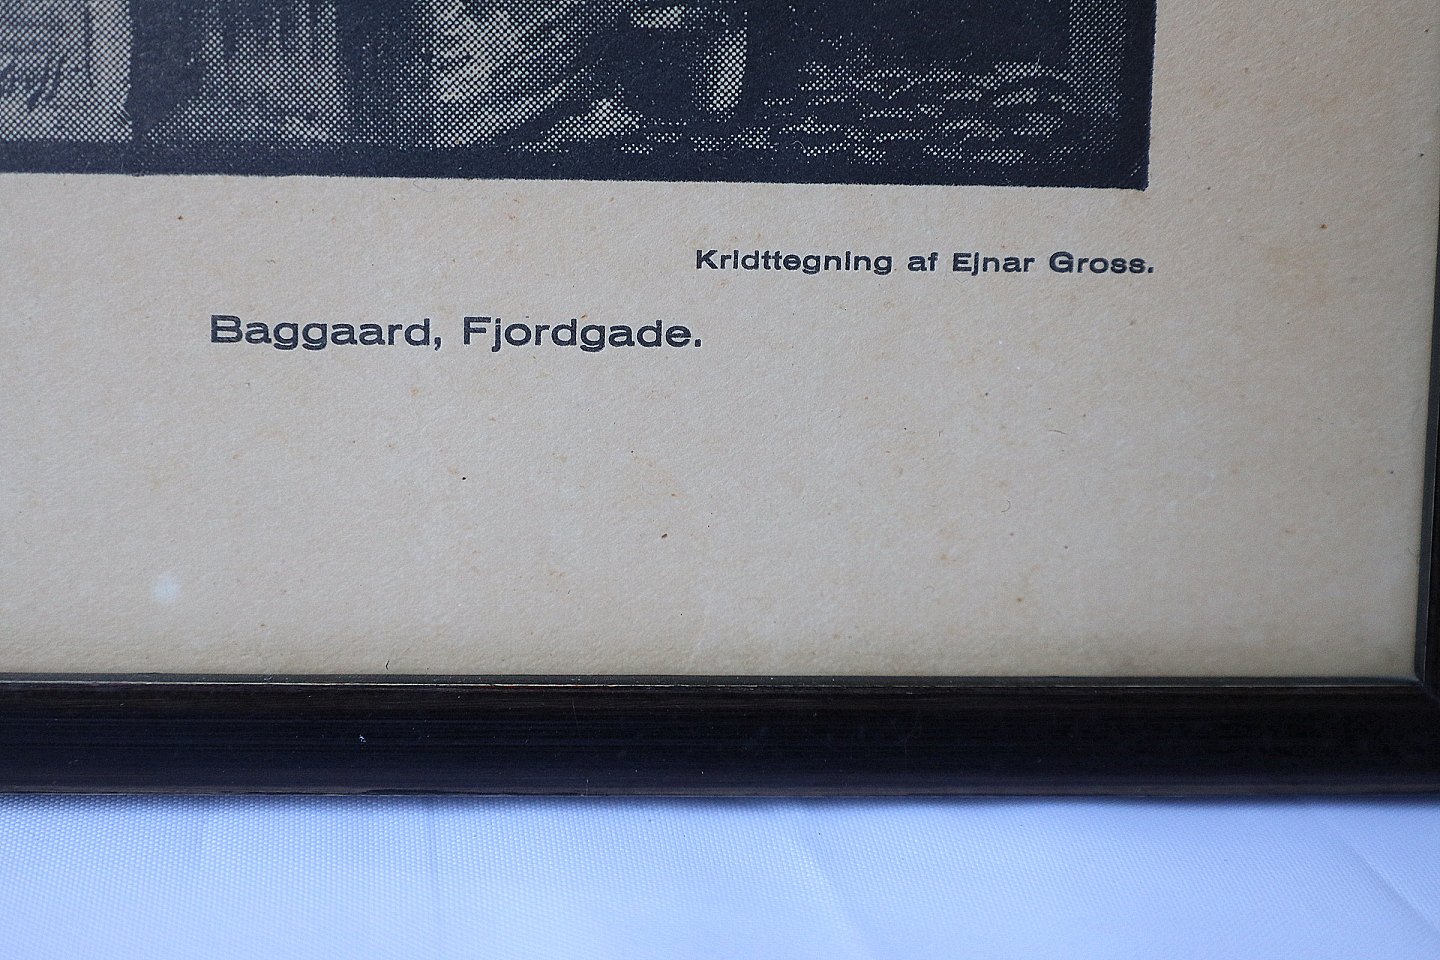 Kridttegning af Ejnar Gross.
Baggaard, Fjordgade.